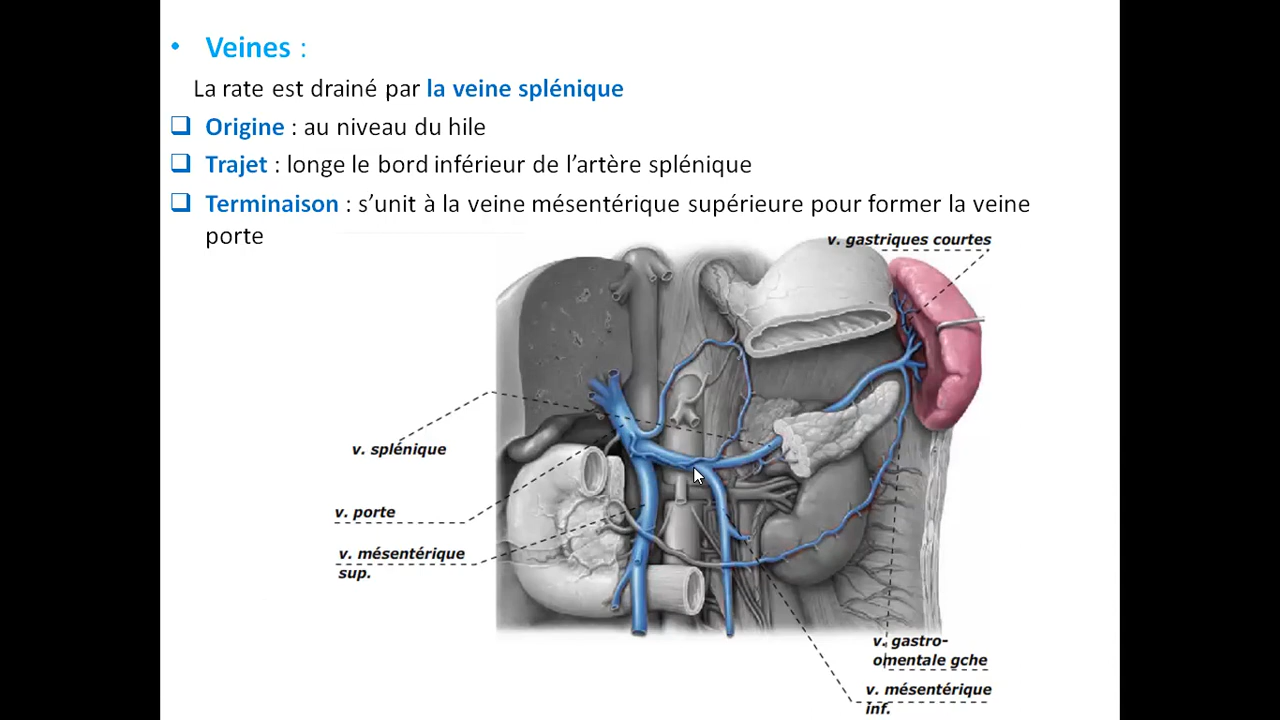 • Veines :
La rate est drainé par la veine splénique
❑ Origine : au niveau du hile
❑ Trajet : longe le bord inférieur de l’artère splénique
❑ Terminaison : s’unit à la veine mésentérique supérieure pour former la veine
porte
v. gastriques courtes
v. splénique
v. porte
v. mésentérique
sup.
v. gastro-
omentale gche
v. mésentérique
inf.